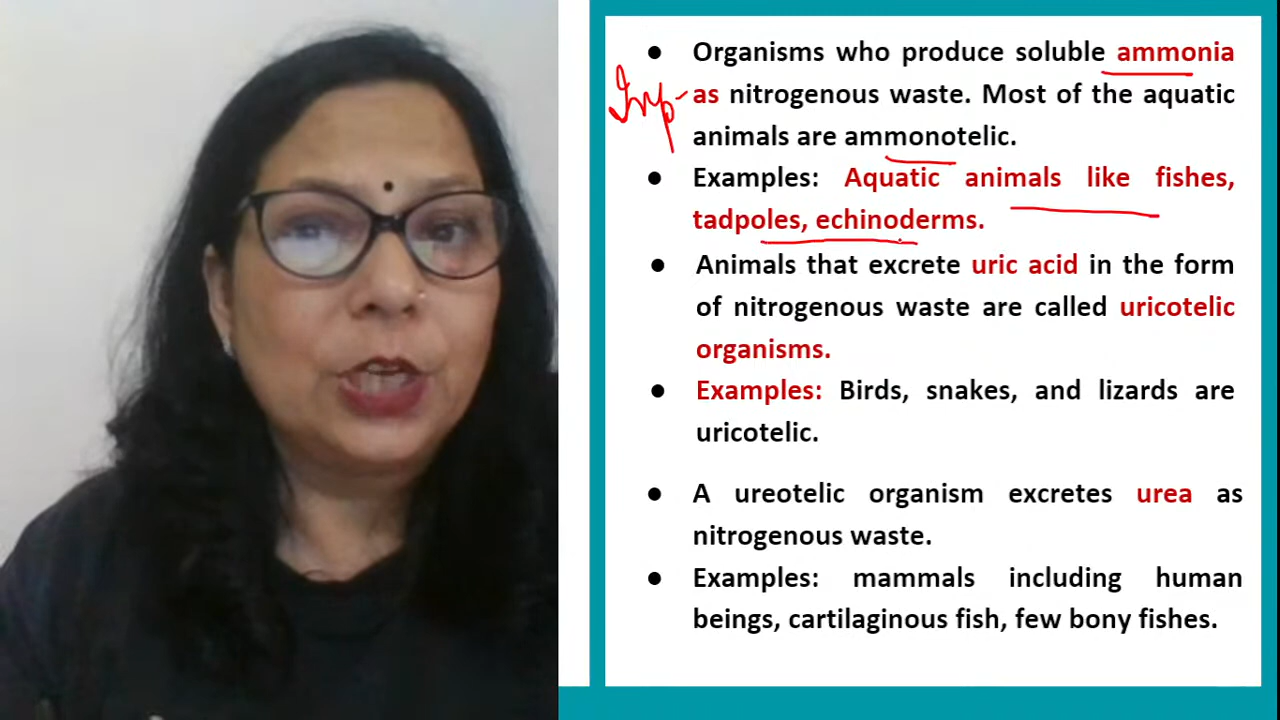 ● Organisms who produce soluble ammonia
Imp as nitrogenous waste. Most of the aquatic
animals are ammonotelic.
● Examples: Aquatic animals like fishes,
tadpoles, echinoderms.
● Animals that excrete uric acid in the form
of nitrogenous waste are called uricotelic
organisms.
● Examples: Birds, snakes, and lizards are
uricotelic.
● A ureotelic organism excretes urea as
nitrogenous waste.
● Examples: mammals including human
beings, cartilaginous fish, few bony fishes.